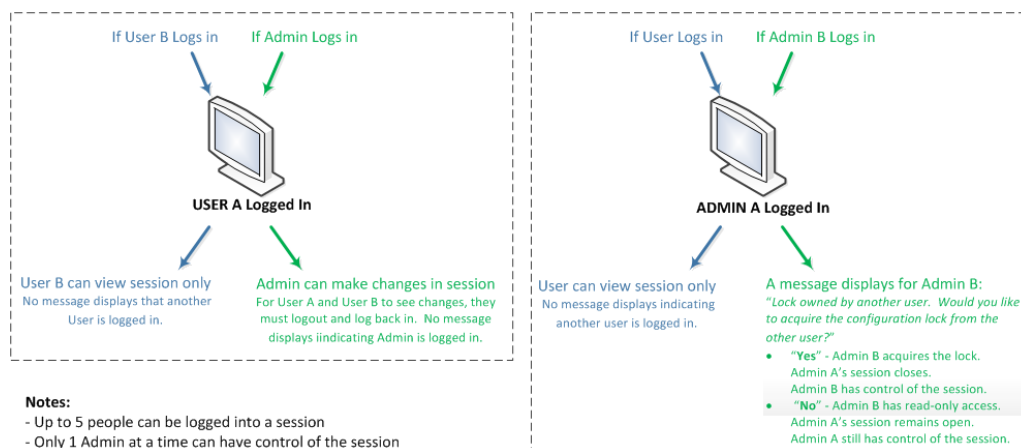 If User B Logs in
If Admin Logs in
USER A Logged In
User B can view session only
No message displays that another
User is logged in.
Admin can make changes in session
For User A and User B to see changes, they
must logout and log back in.  No message
displays iindicating Admin is logged in.
Notes:
- Up to 5 people can be logged into a session
- Only 1 Admin at a time can have control of the session
If User Logs in
If Admin B Logs in
ADMIN A Logged In
User can view session only
No message displays indicating
another user is logged in.
A message displays for Admin B:
"Lock owned by another user.  Would you like
to acquire the configuration lock from the
other user?"
• "Yes" - Admin B acquires the lock.
Admin A's session closes.
Admin B has control of the session.
• "No" - Admin B has read-only access.
Admin A's session remains open.
Admin A still has control of the session.